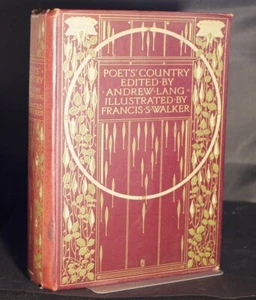 POETS' COUNTRY
EDITED·BY
ANDREW·LANG
ILLUSTRATED·BY
FRANCIS·S·WALKER